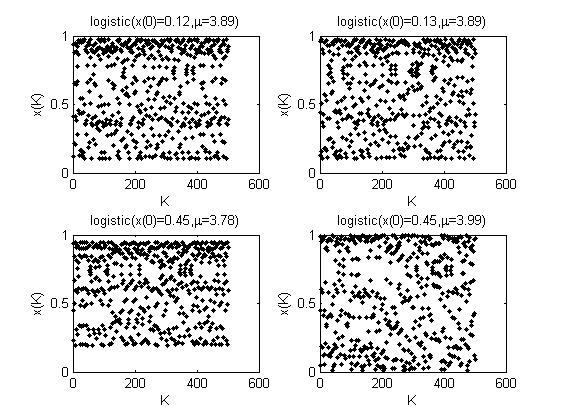 logistic(x(0)=0.12,μ=3.89)
logistic(x(0)=0.13,μ=3.89)
1
0.5
0
x(K)
0 200 400 600
K
1
0.5
0
x(K)
0 200 400 600
K
logistic(x(0)=0.45,μ=3.78)
logistic(x(0)=0.45,μ=3.99)
1
0.5
0
x(K)
0 200 400 600
K
1
0.5
0
x(K)
0 200 400 600
K